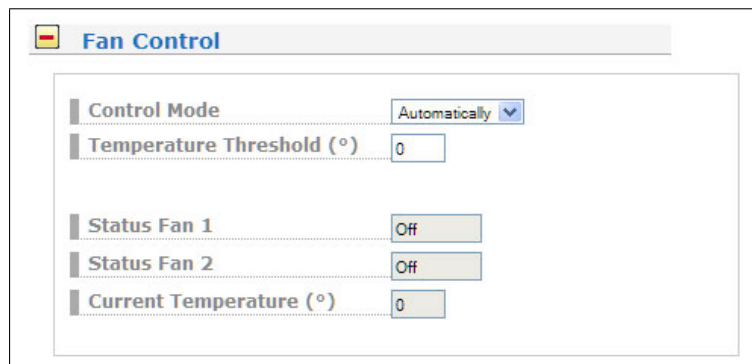 Fan Control
Control Mode Automatically
Temperature Threshold (°) 0
Status Fan 1 Off
Status Fan 2 Off
Current Temperature (°) 0